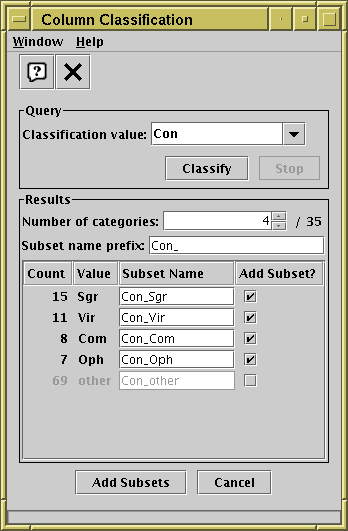 Column Classification
Window Help
Query
Classification value: Con
Classify Stop
Results
Number of categories: 4 / 35
Subset name prefix: Con_
Count Value Subset Name Add Subset?
15 Sgr Con_Sgr
11 Vir Con_Vir
8 Com Con_Com
7 Oph Con_Oph
69 other Con_other
Add Subsets Cancel